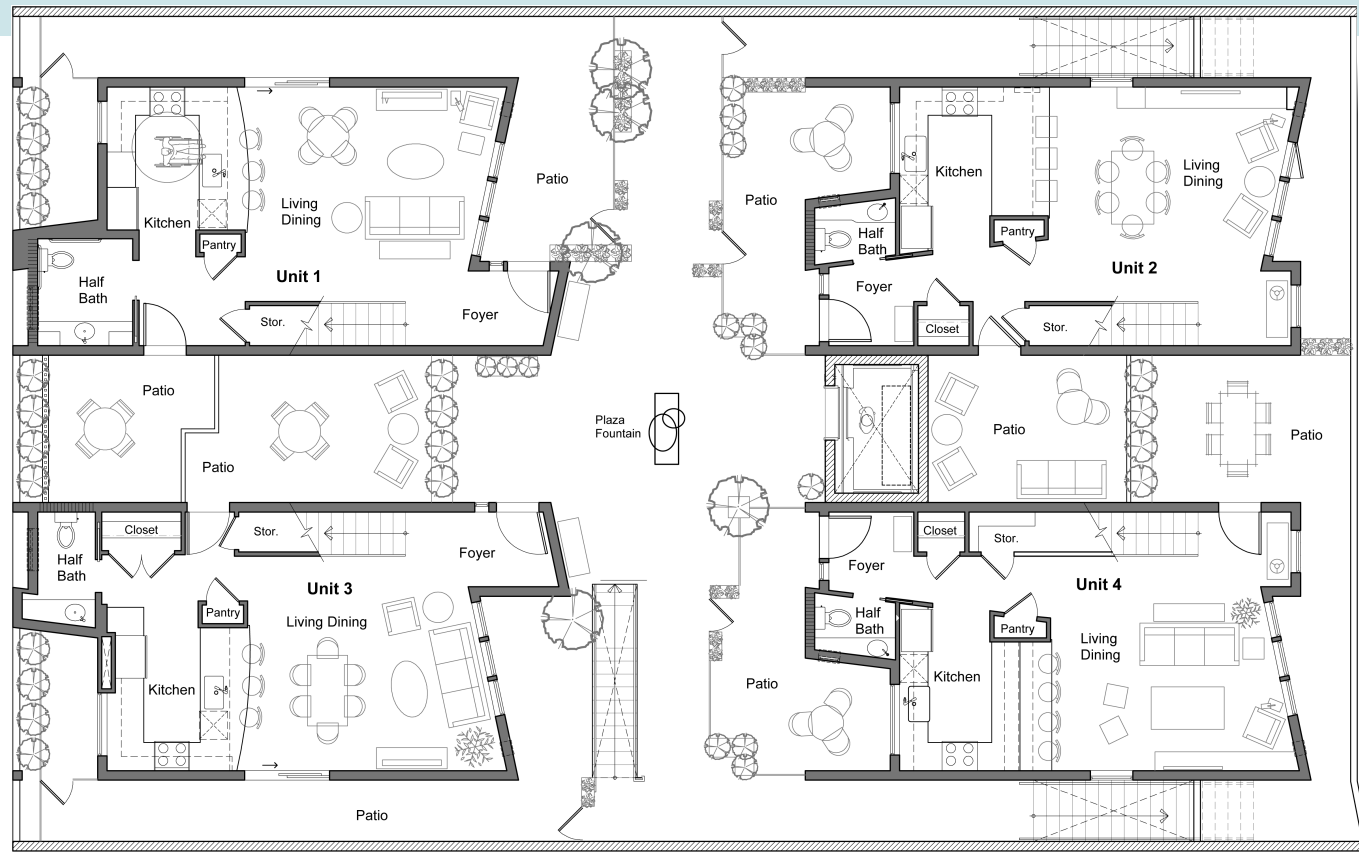 TV
Patio
Kitchen
Living
Dining
Pantry
Unit 1
Half
Bath
Stor.
Foyer
Patio
Kitchen
Living
Dining
Half
Bath
Pantry
Unit 2
Foyer
Closet
Stor.
Patio
Patio
Plaza
Fountain
Patio
Patio
Closet
Stor.
Foyer
Half
Bath
Unit 3
Pantry
Living Dining
Kitchen
Patio
Closet
Stor.
Foyer
Unit 4
Half
Bath
Pantry
Living
Dining
Kitchen
Patio